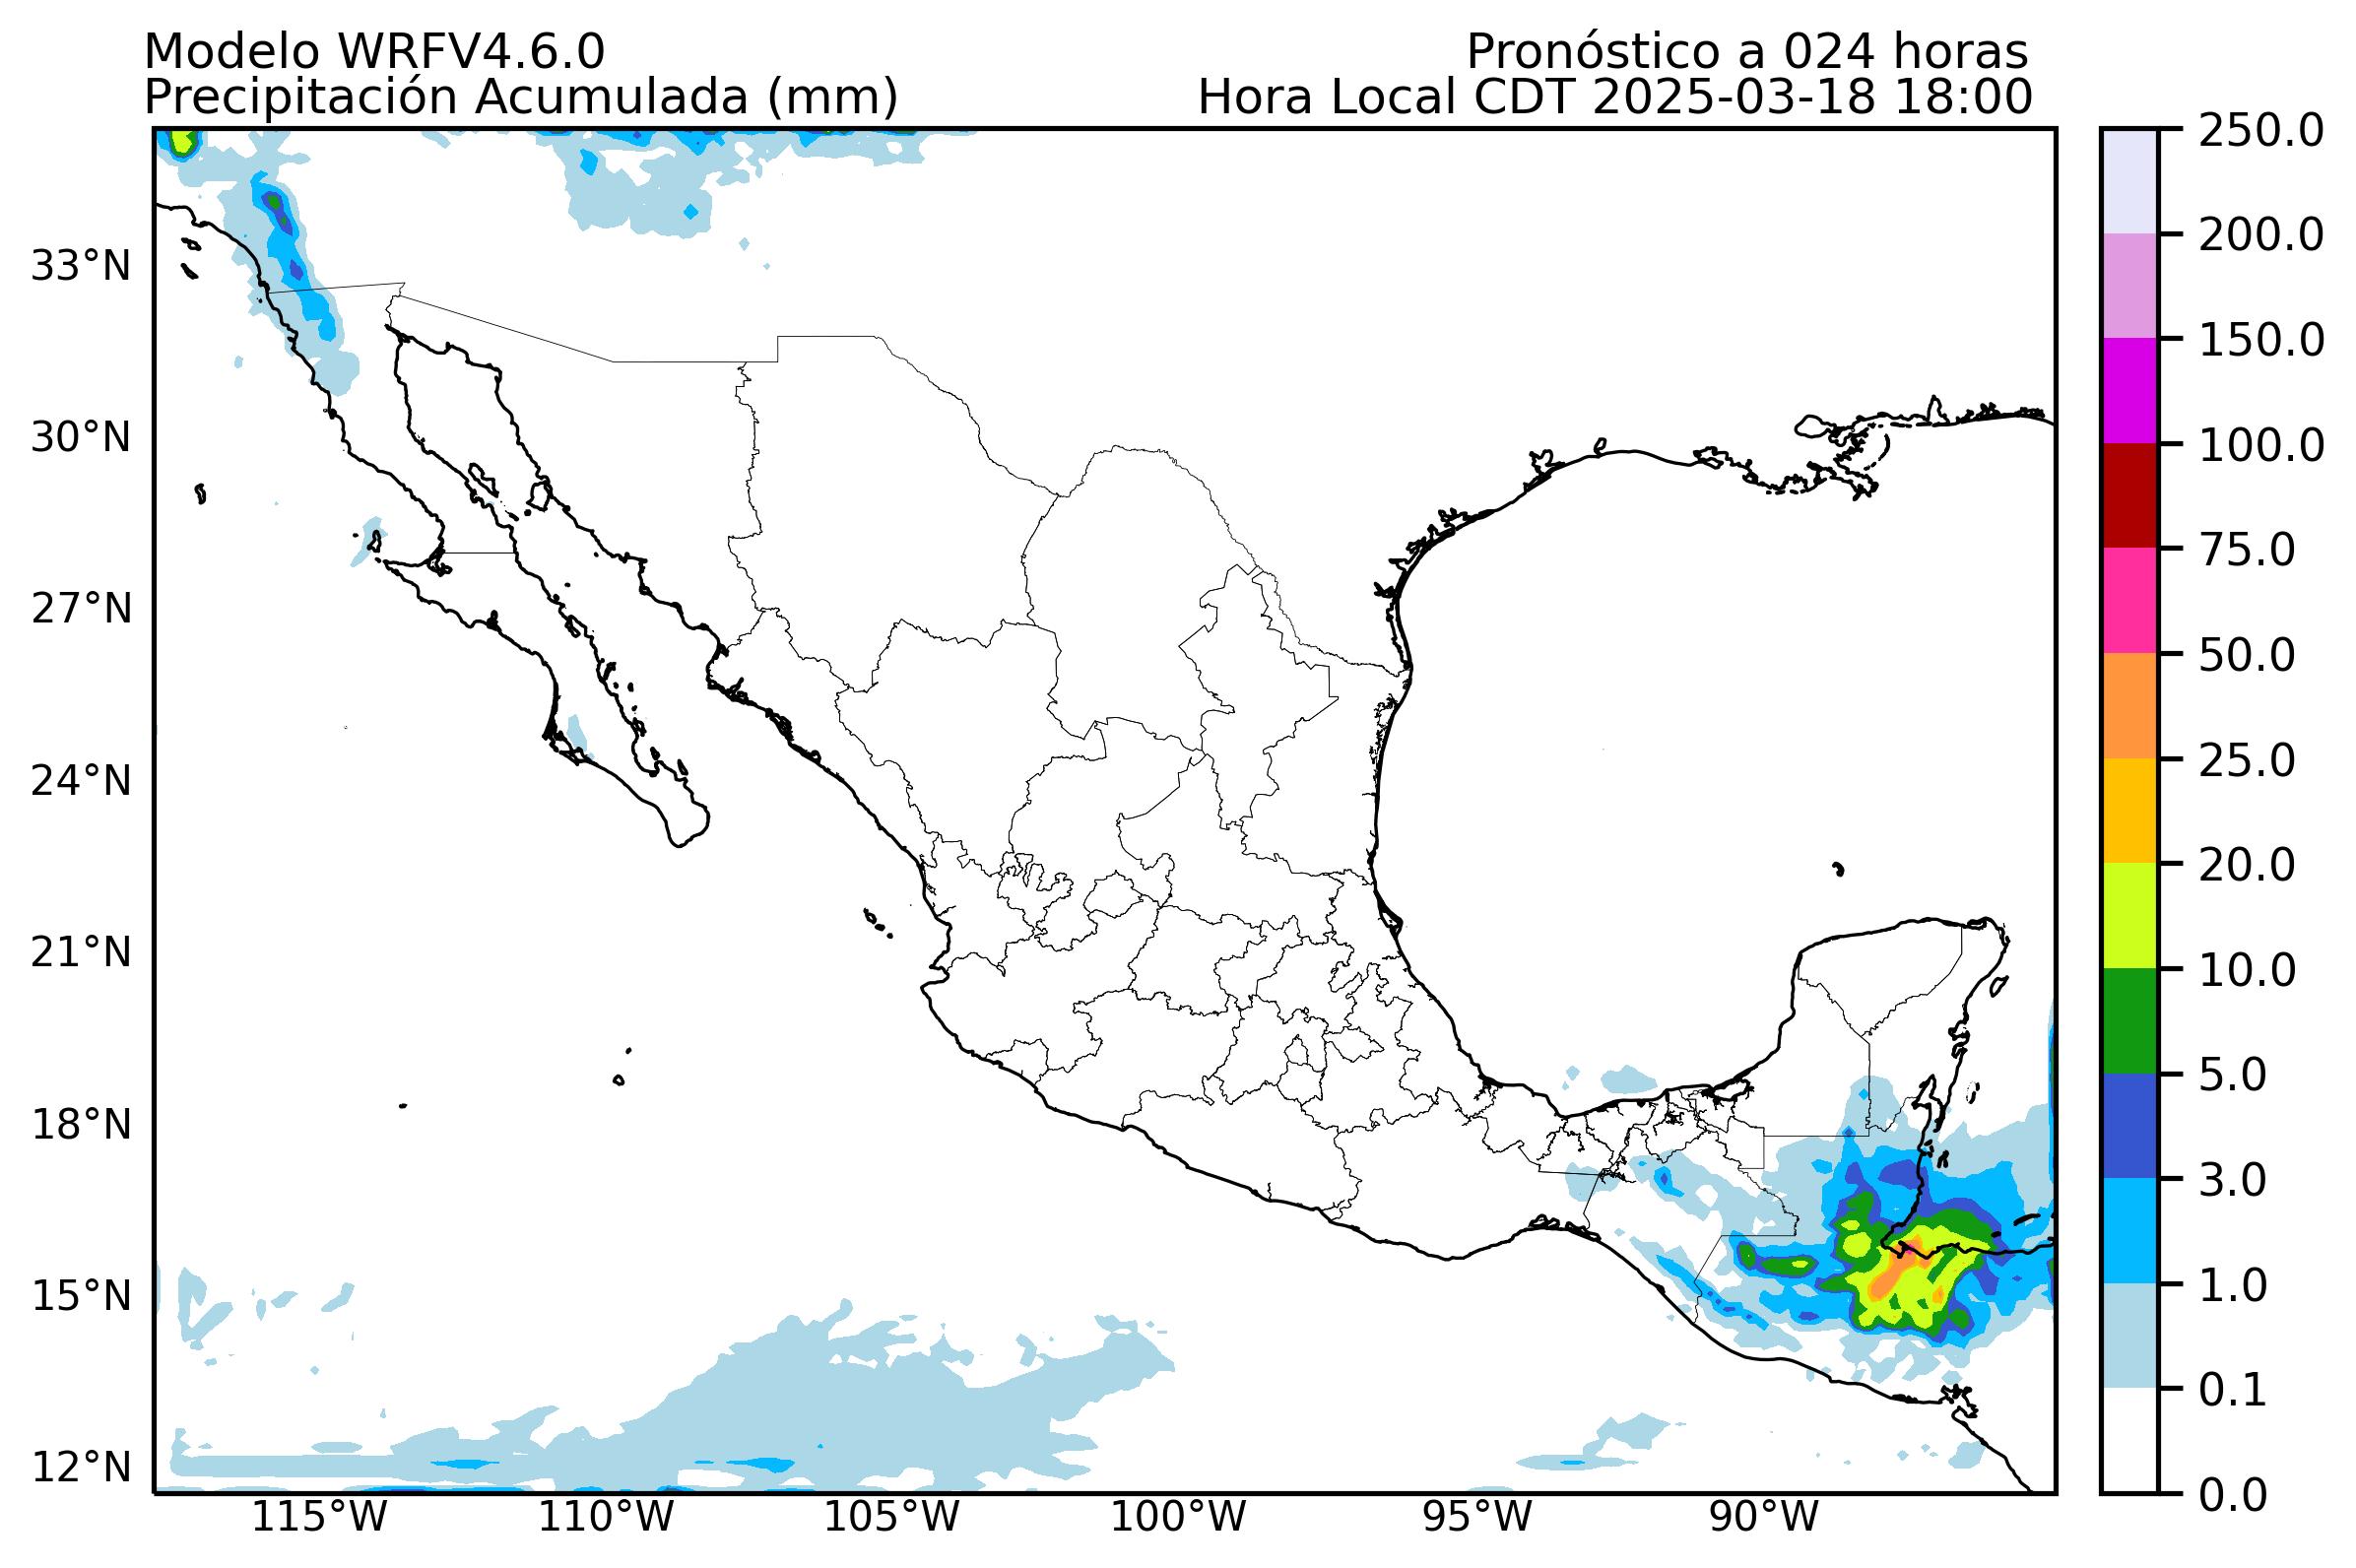 Modelo WRFV4.6.0
Pronóstico a 024 horas
Precipitación Acumulada (mm)
Hora Local CDT 2025-03-18 18:00
33°N
30°N
27°N
24°N
21°N
18°N
15°N
12°N
115°W
110°W
105°W
100°W
95°W
90°W
250.0
200.0
150.0
100.0
75.0
50.0
25.0
20.0
10.0
5.0
3.0
1.0
0.1
0.0